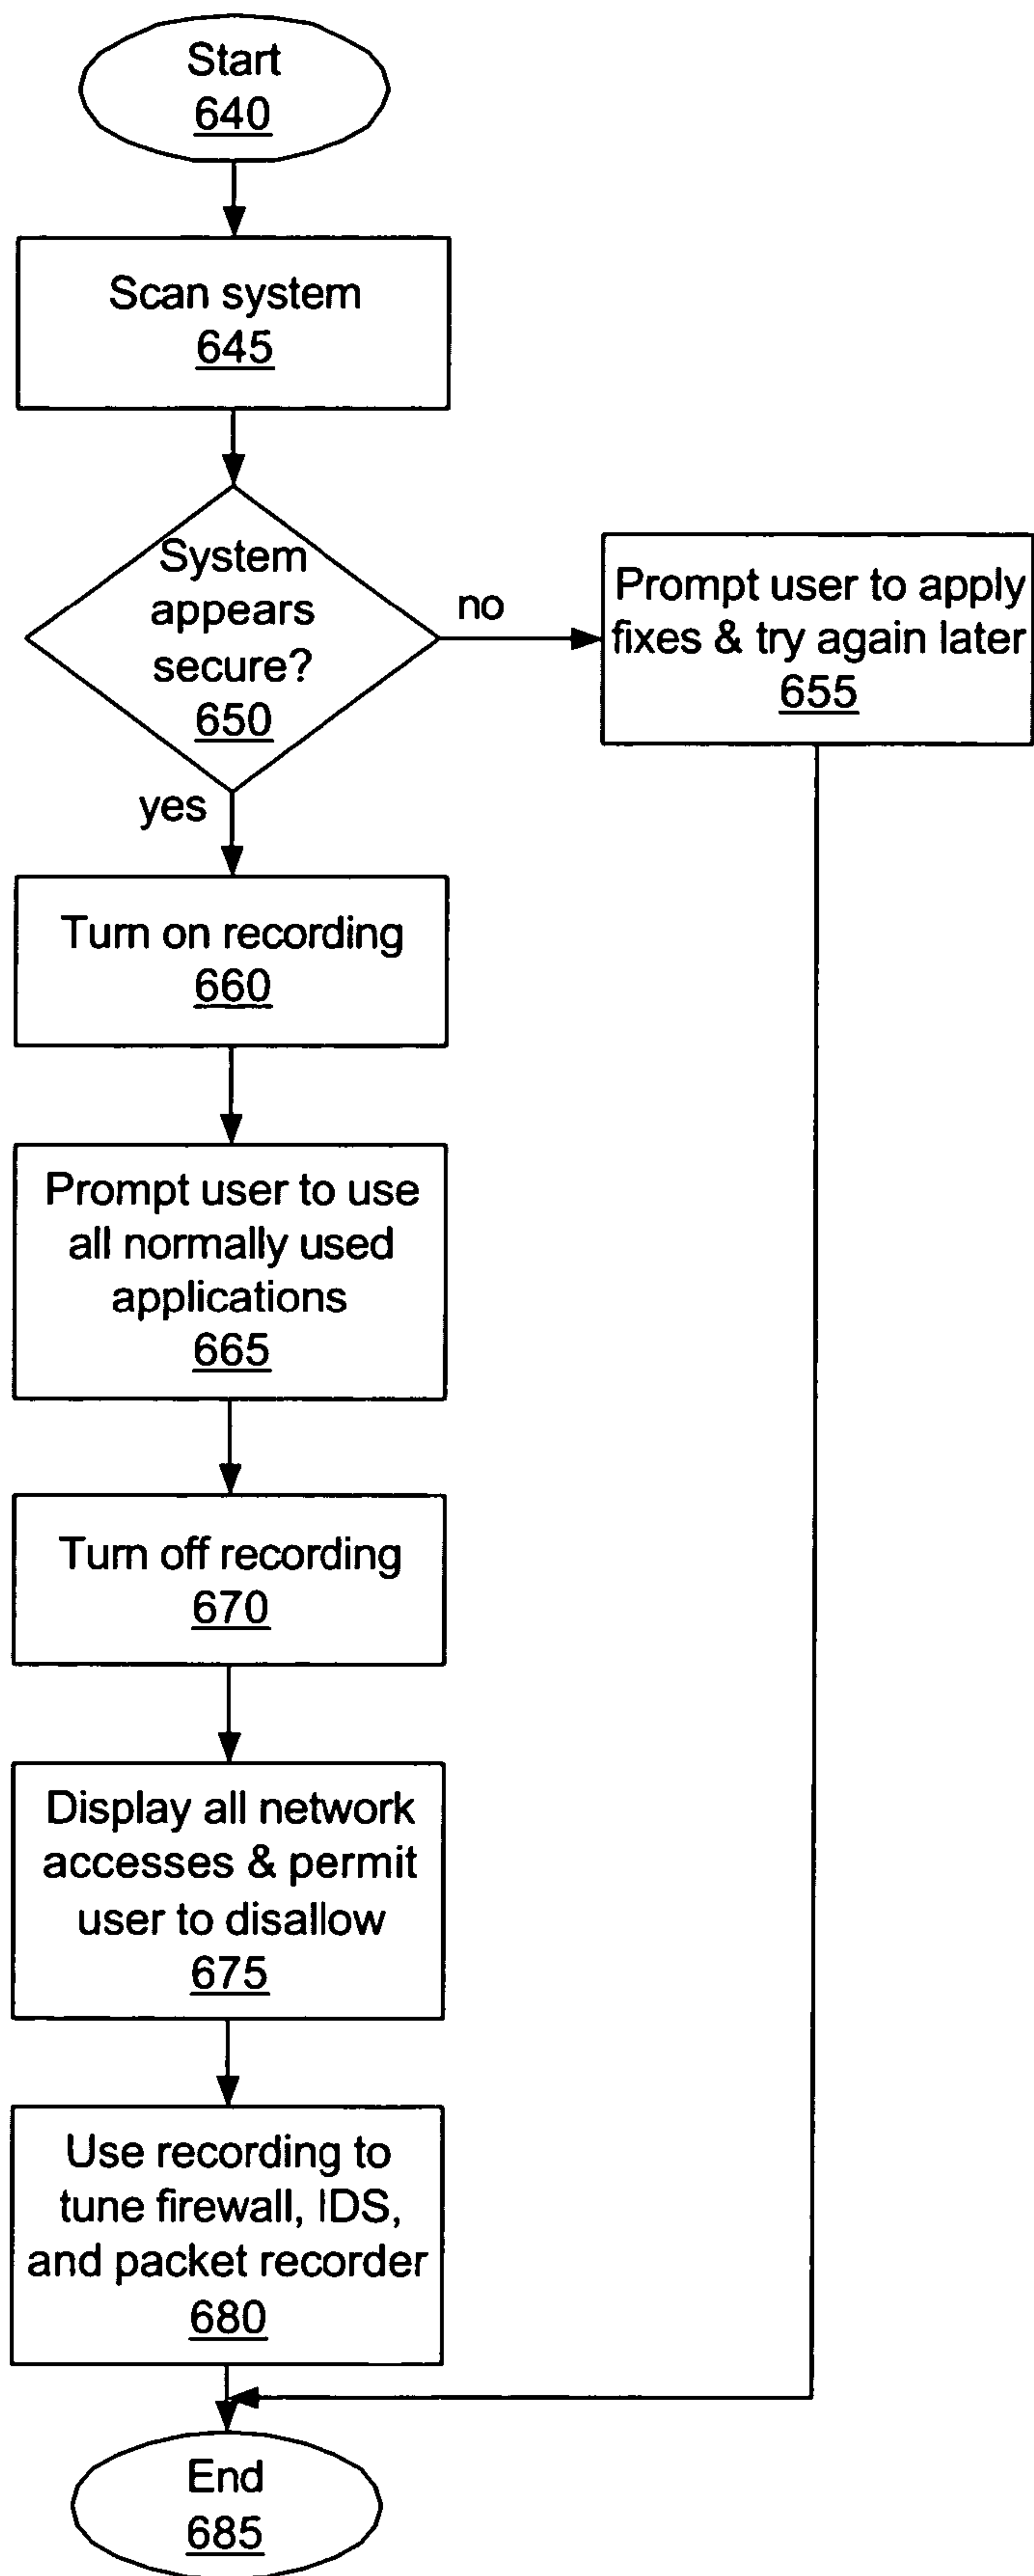 Start
640
Scan system
645
System
appears
secure?
650
no
Prompt user to apply
fixes & try again later
655
yes
Turn on recording
660
Prompt user to use
all normally used
applications
665
Turn off recording
670
Display all network
accesses & permit
user to disallow
675
Use recording to
tune firewall, IDS,
and packet recorder
680
End
685